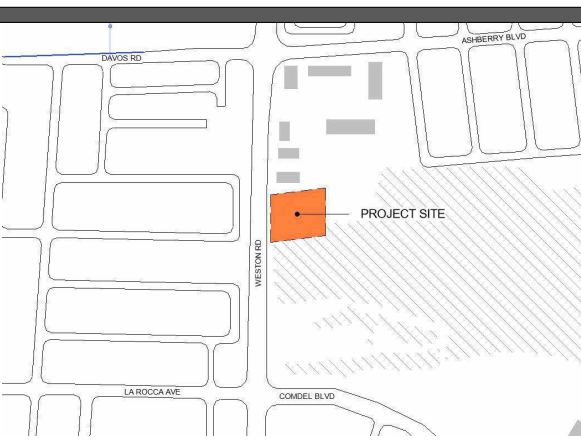 ASHBERRY BLVD
DAVOS RD
PROJECT SITE
WESTON RD
LA ROCCA AVE
COMDEL BLVD